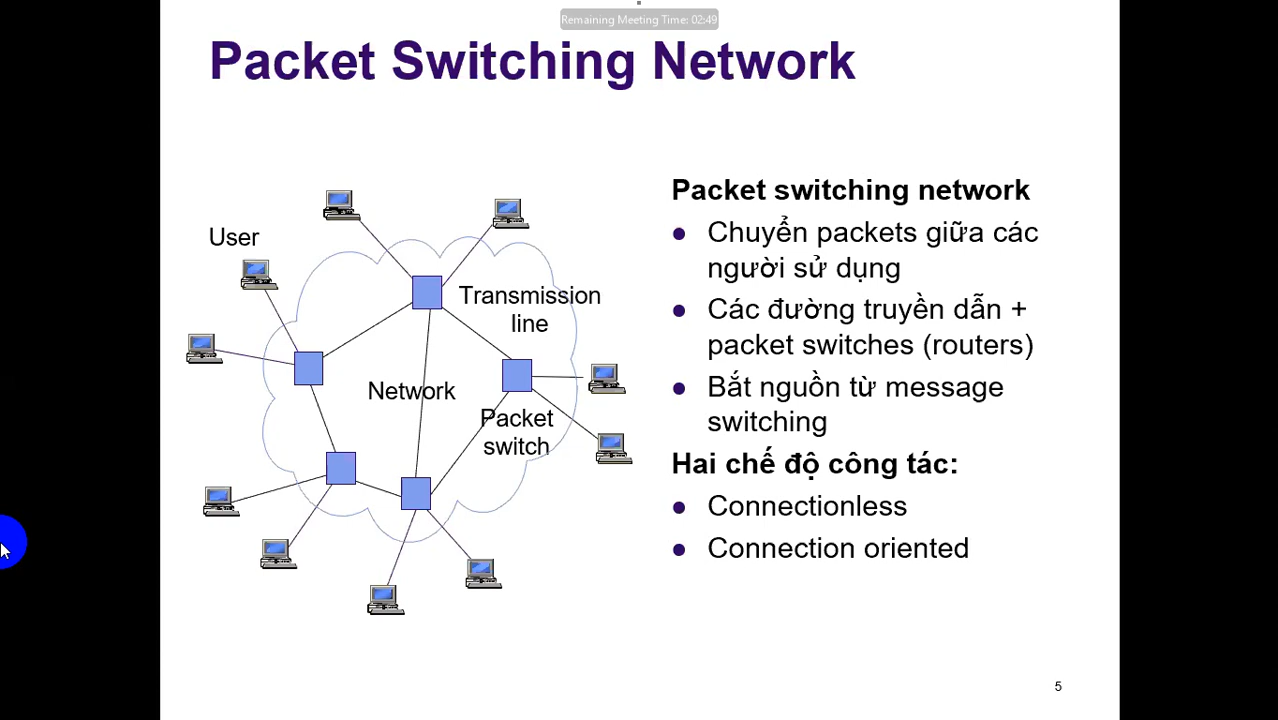 Remaining Meeting Time: 02:49
Packet Switching Network
User
Transmission
line
Network
Packet
switch
Packet switching network
● Chuyển packets giữa các
người sử dụng
● Các đường truyền dẫn +
packet switches (routers)
● Bắt nguồn từ message
switching
Hai chế độ công tác:
● Connectionless
● Connection oriented
5